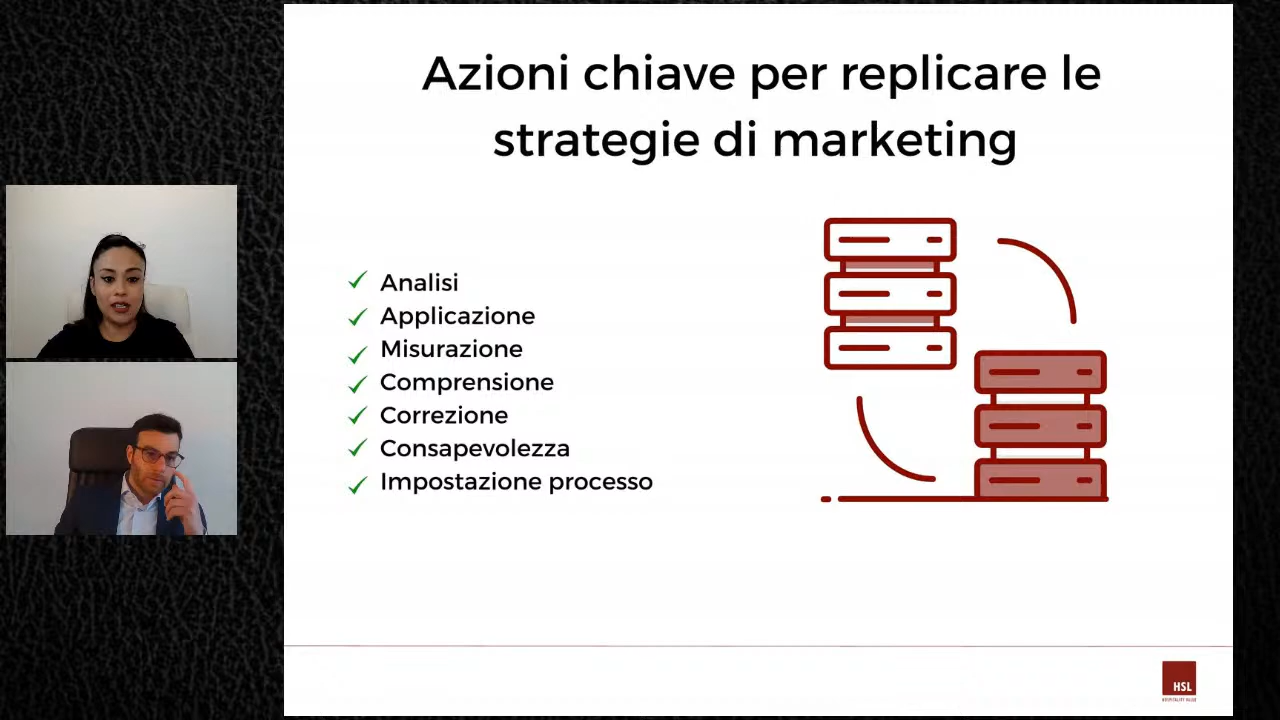 Azioni chiave per replicare le
strategie di marketing
Analisi
Applicazione
Misurazione
Comprensione
Correzione
Consapevolezza
Impostazione processo
HSL